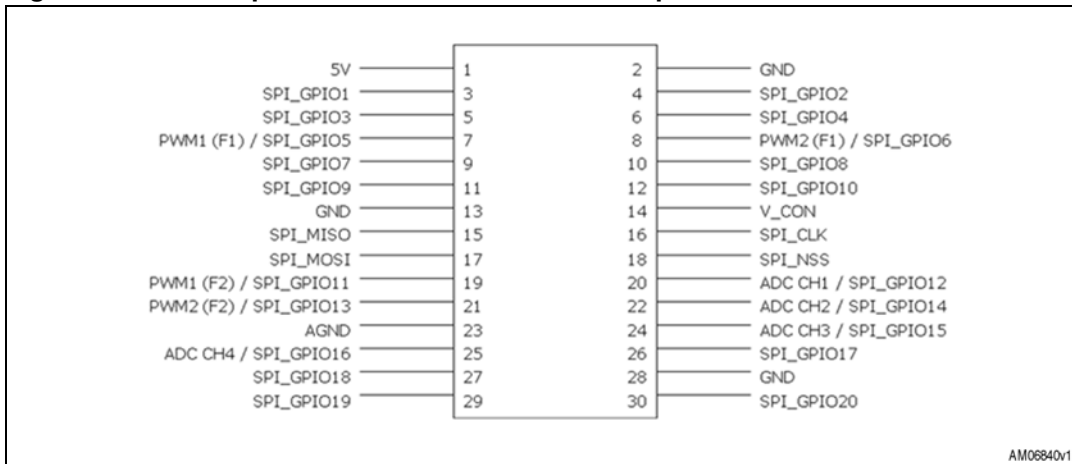 5V 1 2 GND
SPI_GPIO1 3 4 SPI_GPIO2
SPI_GPIO3 5 6 SPI_GPIO4
PWM1 (F1) / SPI_GPIO5 7 8 PWM2 (F1) / SPI_GPIO6
SPI_GPIO7 9 10 SPI_GPIO8
SPI_GPIO9 11 12 SPI_GPIO10
GND 13 14 V_CON
SPI_MISO 15 16 SPI_CLK
SPI_MOSI 17 18 SPI_NSS
PWM1 (F2) / SPI_GPIO11 19 20 ADC CH1 / SPI_GPIO12
PWM2 (F2) / SPI_GPIO13 21 22 ADC CH2 / SPI_GPIO14
AGND 23 24 ADC CH3 / SPI_GPIO15
ADC CH4 / SPI_GPIO16 25 26 SPI_GPIO17
SPI_GPIO18 27 28 GND
SPI_GPIO19 29 30 SPI_GPIO20
AM06840v1